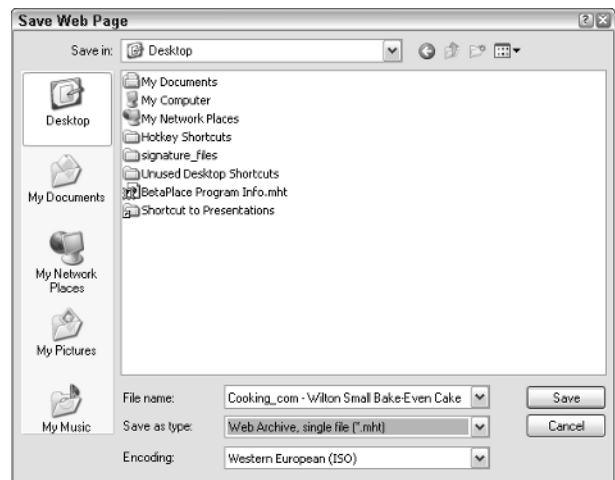 Save Web Page
Save in: Desktop
Desktop
My Documents
My Network
Places
My Pictures
My Music
My Documents
My Computer
My Network Places
Hotkey Shortcuts
signature_files
Unused Desktop Shortcuts
BetaPlace Program Info.mht
Shortcut to Presentations
File name: Cooking_com - Wilton Small Bake-Even Cake Save
Save as type: Web Archive, single file (*.mht) Cancel
Encoding: Western European (ISO)